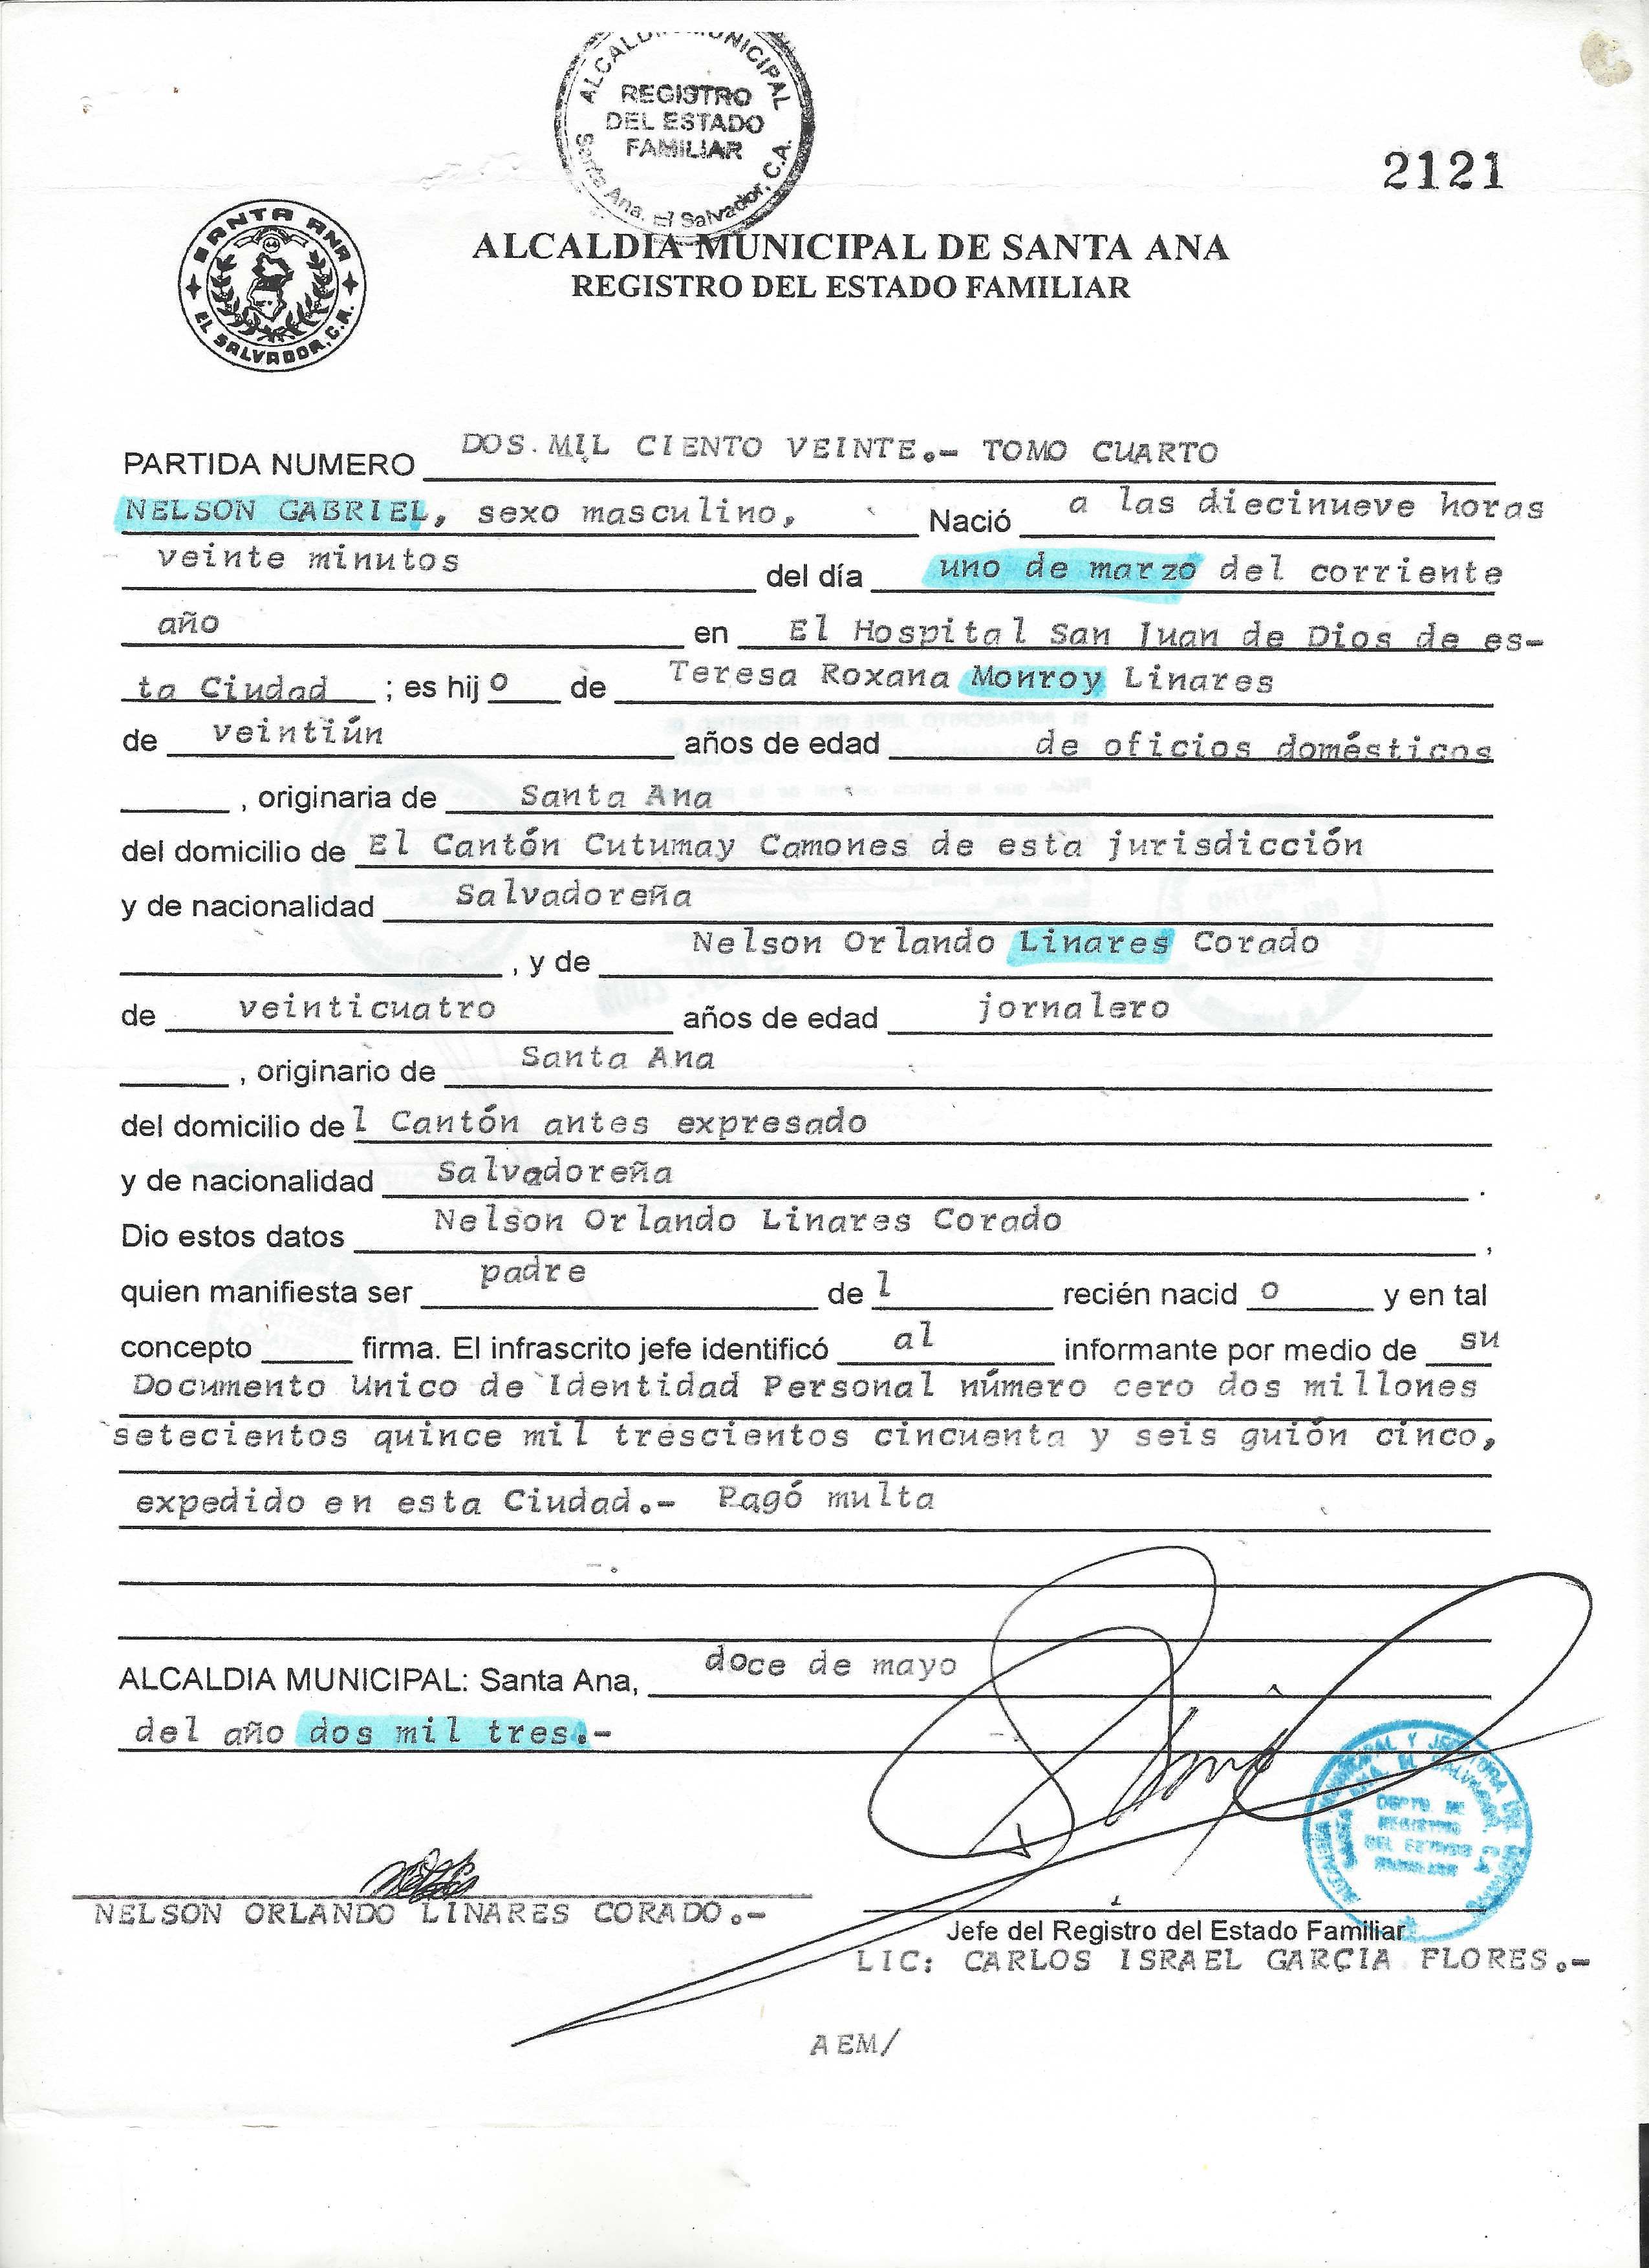 ALCALDIA MUNICIPAL
REGISTRO
DEL ESTADO
FAMILIAR
Santa Ana, El Salvador, C.A.
2121
SANTA ANA
EL SALVADOR, C.A.
ALCALDIA MUNICIPAL DE SANTA ANA
REGISTRO DEL ESTADO FAMILIAR
PARTIDA NUMERO DOS.MIL CIENTO VEINTE.- TOMO CUARTO
NELSON GABRIEL, sexo masculino, Nació a las diecinueve horas
veinte minutos del día uno de marzo del corriente
año en El Hospital San Juan de Dios de es-
ta Ciudad ; es hijo de Teresa Roxana Monroy Linares
de veintiún años de edad de oficios domésticos
, originaria de Santa Ana
del domicilio de El Cantón Cutumay Camones de esta jurisdicción
y de nacionalidad Salvadoreña
, y de Nelson Orlando Linares Corado
de veinticuatro años de edad jornalero
, originario de Santa Ana
del domicilio del Cantón antes expresado
y de nacionalidad Salvadoreña .
Dio estos datos Nelson Orlando Linares Corado ,
quien manifiesta ser padre del recién nacido y en tal
concepto firma. El infrascrito jefe identificó al informante por medio de su
Documento Unico de Identidad Personal número cero dos millones
setecientos quince mil trescientos cincuenta y seis guión cinco,
expedido en esta Ciudad.- Pagó multa
ALCALDIA MUNICIPAL: Santa Ana, doce de mayo
del año dos mil tres.-
DEPTO. DE
REGISTRO
DEL ESTADO
FAMILIAR
NELSON ORLANDO LINARES CORADO.-
Jefe del Registro del Estado Familiar
LIC: CARLOS ISRAEL GARCIA FLORES.-
AEM/